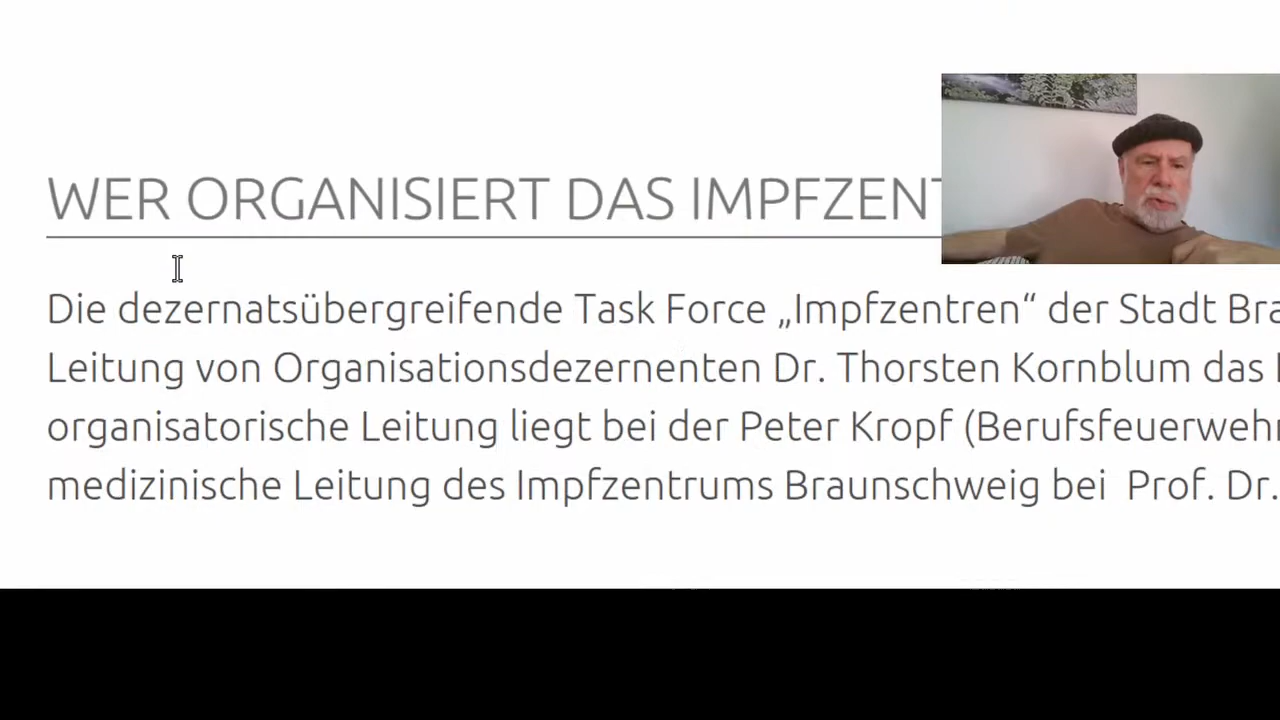 WER ORGANISIERT DAS IMPFZENT
Die dezernatsübergreifende Task Force „Impfzentren“ der Stadt Bra
Leitung von Organisationsdezernenten Dr. Thorsten Kornblum das
organisatorische Leitung liegt bei der Peter Kropf (Berufsfeuerwehr
medizinische Leitung des Impfzentrums Braunschweig bei Prof. Dr.